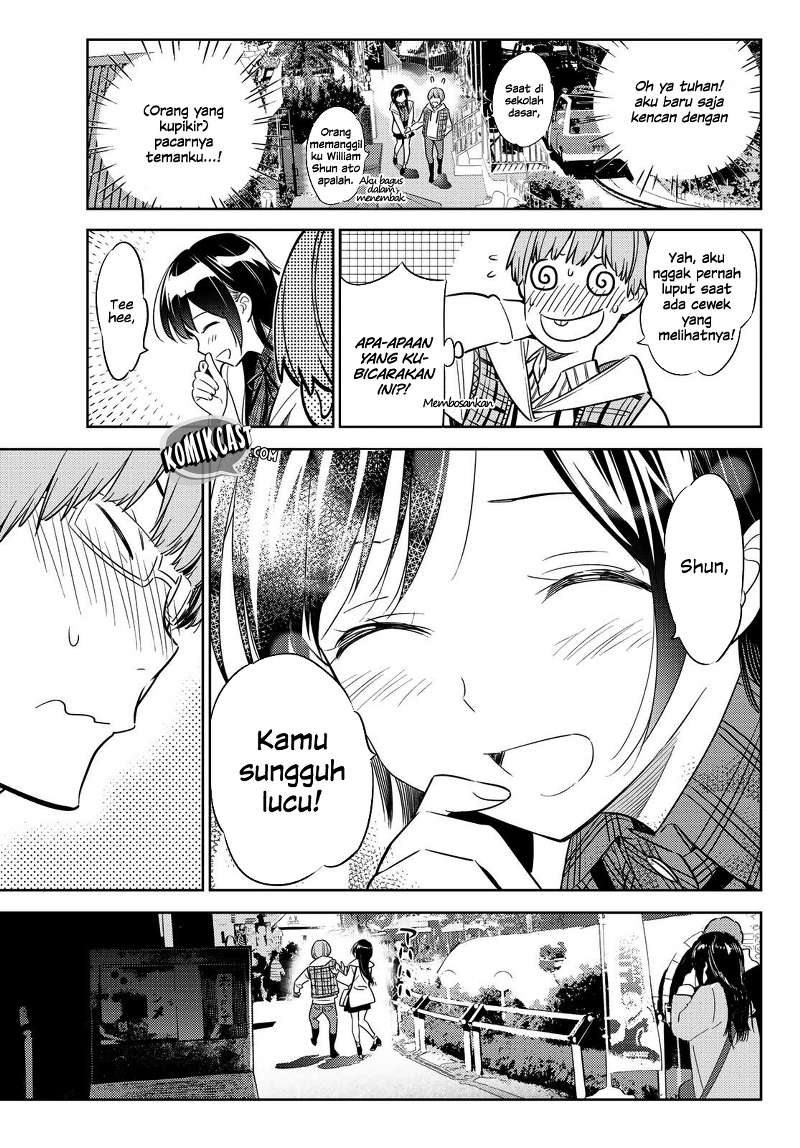 Oh ya tuhan!
aku baru saja
kencan dengan
(Orang yang
kupikir)
pacarnya
temanku...!
Saat di
sekolah
dasar,
Orang
memanggil
ku William
Shun ato
apalah.
Aku bagus
dalam
menembak
Yah, aku
nggak pernah
luput saat
ada cewek
yang
melihatnya!
APA-APAAN
YANG KU-
BICARAKAN
INI?!
Membosankan
Tee
hee,
KOMIKCAST
.COM
Shun,
Kamu
sungguh
lucu!